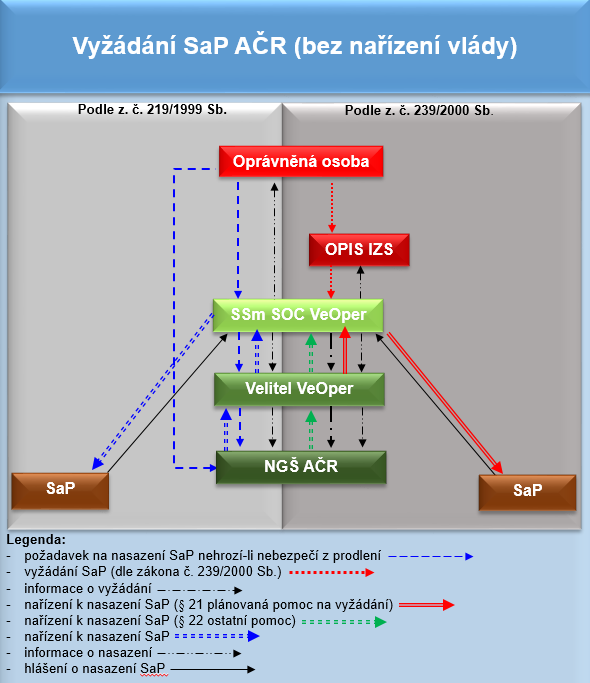 Vyžádání SaP AČR (bez nařízení vlády)
Podle z. č. 219/1999 Sb.
Podle z. č. 239/2000 Sb.
Oprávněná osoba
OPIS IZS
SSm SOC VeOper
Velitel VeOper
NGŠ AČR
SaP
SaP
Legenda:
- požadavek na nasazení SaP nehrozí-li nebezpečí z prodlení
- vyžádání SaP (dle zákona č. 239/2000 Sb.)
- informace o vyžádání
- nařízení k nasazení SaP (§ 21 plánovaná pomoc na vyžádání)
- nařízení k nasazení SaP (§ 22 ostatní pomoc)
- nařízení k nasazení SaP
- informace o nasazení
- hlášení o nasazení SaP